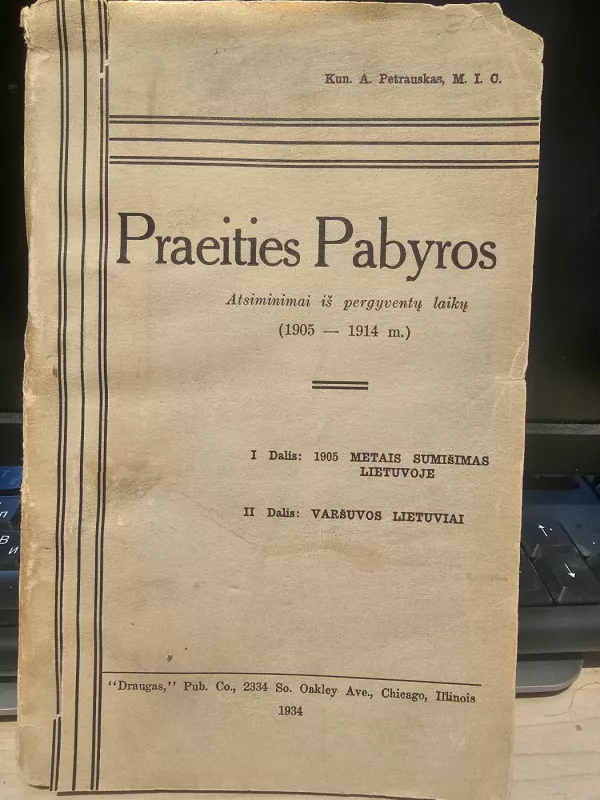 Kun. A. Petrauskas, M. I. C.
Praeities Pabyros
Atsiminimai iš pergyventų laikų
(1905 — 1914 m.)
I Dalis: 1905 METAIS SUMIŠIMAS
LIETUVOJE
II Dalis: VARŠUVOS LIETUVIAI
"Draugas," Pub. Co., 2334 So. Oakley Ave., Chicago, Illinois
1934
В
И